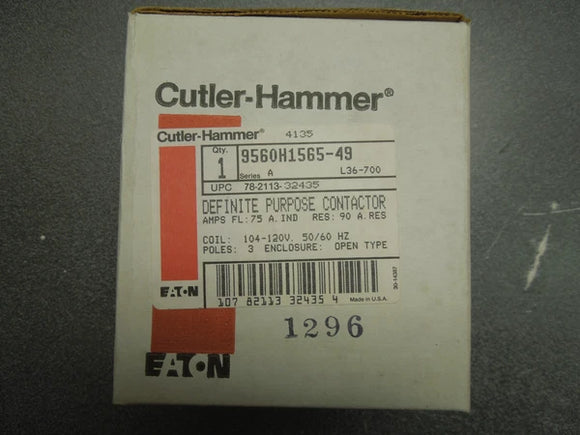 Cutler-Hammer®
Cutler-Hammer® 4135
Qty. 1 9560H1565-49
Series A L36-700
UPC 78-2113-32435
DEFINITE PURPOSE CONTACTOR
AMPS FL:75 A.IND RES: 90 A.RES
COIL: 104-120V. 50/60 HZ
POLES: 3 ENCLOSURE: OPEN TYPE
EATON
107 82113 32435 4
Made in U.S.A.
30-14397
1296
EATON